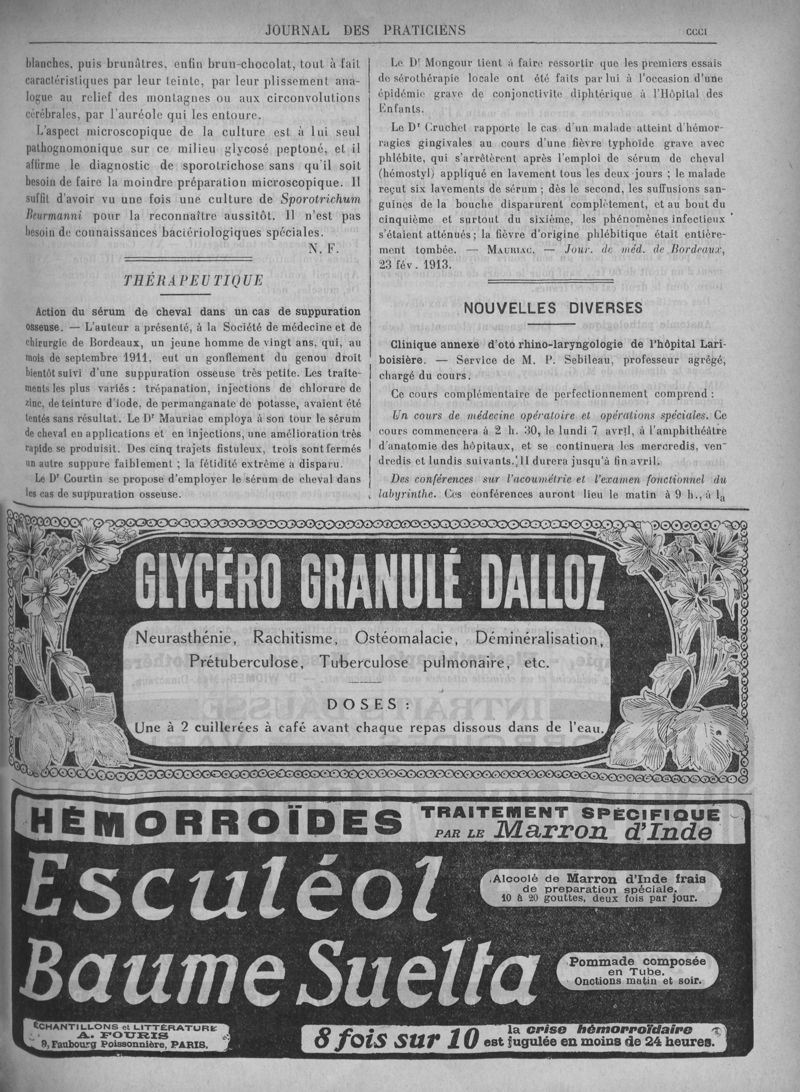 JOURNAL DES PRATICIENS
CCCI
blanches, puis brunâtres, enfin brun-chocolat, tout à fait
caractéristiques par leur teinte, par leur plissement ana-
logue au relief des montagnes ou aux circonvolutions
cérébrales, par l'auréole qui les entoure.
L'aspect microscopique de la culture est à lui seul
pathognomonique sur ce milieu glycosé peptoné, et il
affirme le diagnostic de sporotrichose sans qu'il soit
besoin de faire la moindre préparation microscopique. Il
suffit d'avoir vu une fois une culture de Sporotrichum
Beurmanni pour la reconnaître aussitôt. Il n'est pas
besoin de connaissances bactériologiques spéciales.
N. F.
THÉRAPEUTIQUE
Action du sérum de cheval dans un cas de suppuration
osseuse. — L'auteur a présenté, à la Société de médecine et de
chirurgie de Bordeaux, un jeune homme de vingt ans, qui, au
mois de septembre 1911, eut un gonflement du genou droit
bientôt suivi d'une suppuration osseuse très petite. Les traite-
ments les plus variés : trépanation, injections de chlorure de
zinc, de teinture d'iode, de permanganate de potasse, avaient été
tentés sans résultat. Le Dr Mauriac employa à son tour le sérum
de cheval en applications et en injections, une amélioration très
rapide se produisit. Des cinq trajets fistuleux, trois sont fermés
un autre suppure faiblement ; la fétidité extrême a disparu.
Le Dr Courtin se propose d'employer le sérum de cheval dans
les cas de suppuration osseuse.
Le Dr Mongour tient à faire ressortir que les premiers essais
de sérothérapie locale ont été faits par lui à l'occasion d'une
épidémie grave de conjonctivite diphtérique à l'Hôpital des
Enfants.
Le Dr Cruchet rapporte le cas d'un malade atteint d'hémor-
ragies gingivales au cours d'une fièvre typhoïde grave avec
phlébite, qui s'arrêtèrent après l'emploi de sérum de cheval
(hémostyl) appliqué en lavement tous les deux jours ; le malade
reçut six lavements de sérum ; dès le second, les suffusions san-
guines de la bouche disparurent complètement, et au bout du
cinquième et surtout du sixième, les phénomènes infectieux
s'étaient atténués ; la fièvre d'origine phlébitique était entière-
ment tombée. — MAURIAC. — Jour. de méd. de Bordeaux,
23 fév. 1913.
NOUVELLES DIVERSES
Clinique annexe d'oto rhino-laryngologie de l'hôpital Lari-
boisière. — Service de M. P. Sebileau, professeur agrégé,
chargé du cours.
Ce cours complémentaire de perfectionnement comprend :
Un cours de médecine opératoire et opérations spéciales. Ce
cours commencera à 2 h. 30, le lundi 7 avril, à l'amphithéâtre
d'anatomie des hôpitaux, et se continuera les mercredis, ven-
dredis et lundis suivants. Il durera jusqu'à fin avril.
Des conférences sur l'acoumétrie et l'examen fonctionnel du
labyrinthe. Ces conférences auront lieu le matin à 9 h., à la
GLYCÉRO GRANULÉ DALLOZ
Neurasthénie, Rachitisme, Ostéomalacie, Déminéralisation,
Prétuberculose, Tuberculose pulmonaire, etc.
DOSES :
Une à 2 cuillerées à café avant chaque repas dissous dans de l'eau.
HÉMORROÏDES
TRAITEMENT SPÉCIFIQUE
PAR LE Marron d'Inde
Esculéol
Alcoolé de Marron d'Inde frais
de preparation spéciale.
10 à 20 gouttes, deux fois par jour.
Baume Suelta
Pommade composée
en Tube.
Onctions matin et soir.
ÉCHANTILLONS et LITTÉRATURE
A. FOURIS
9, Faubourg Poissonnière, PARIS.
8 fois sur 10
la crise hémorroïdaire
est jugulée en moins de 24 heures.